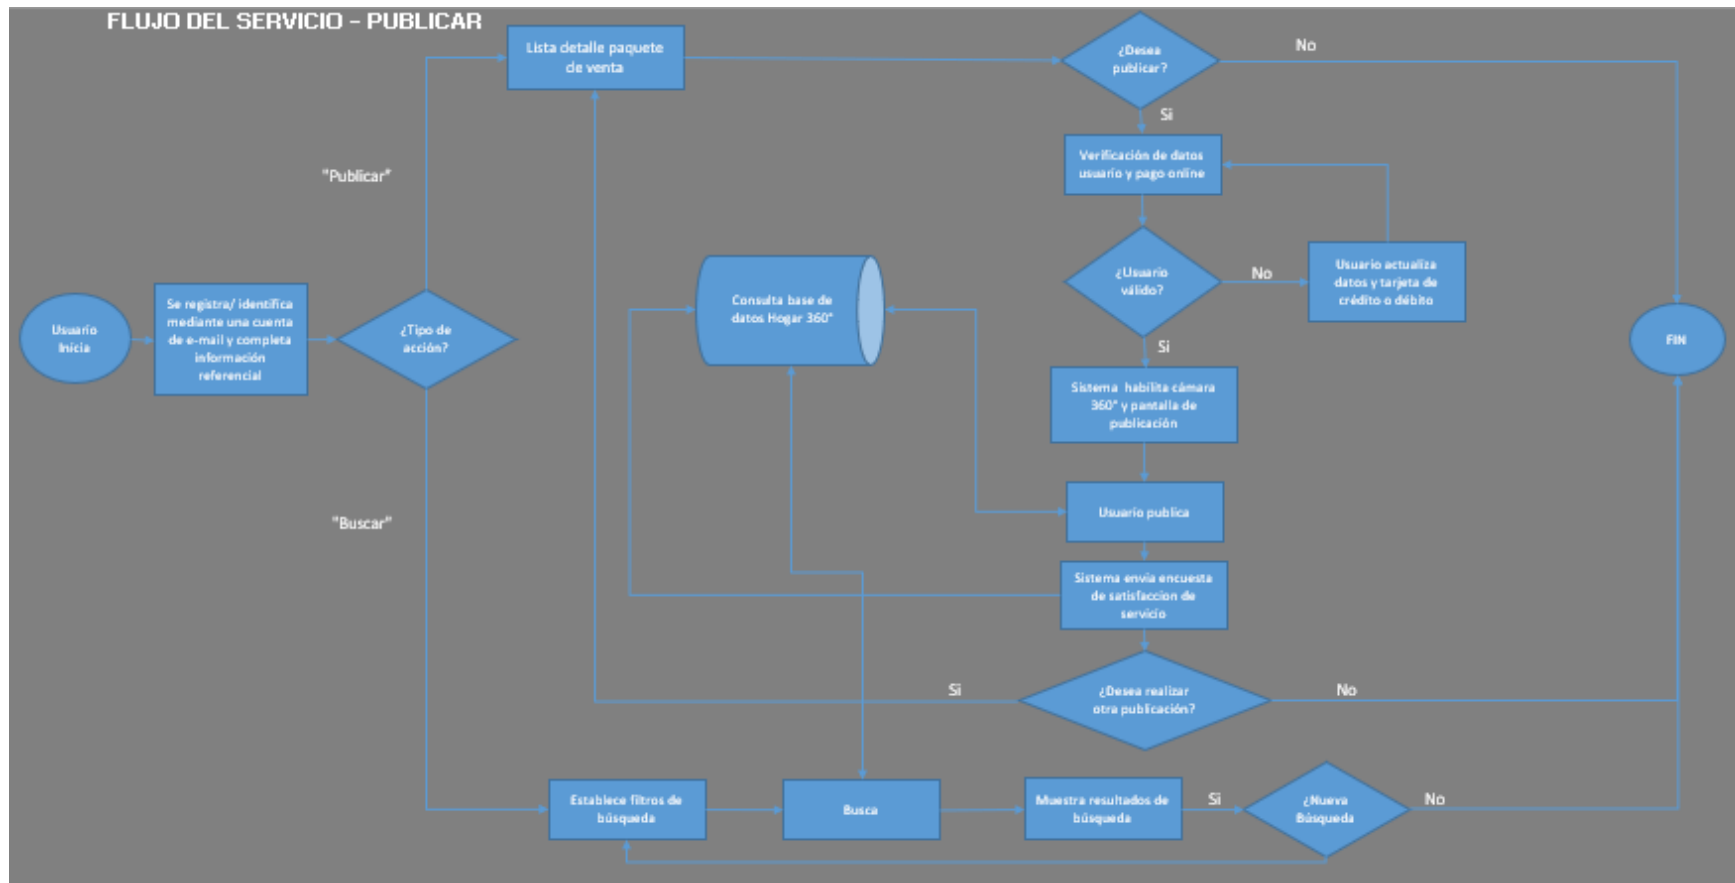 FLUJO DEL SERVICIO – PUBLICAR
Lista detalle paquete
de venta
¿Desea
publicar?
No
Si
Verificación de datos
usuario y pago online
"Publicar"
¿Usuario
válido?
No
Usuario actualiza
datos y tarjeta de
crédito o débito
Consulta base de
datos Hogar 360°
Usuario
Inicia
Se registra/ identifica
mediante una cuenta
de e-mail y completa
información
referencial
¿Tipo de
acción?
FIN
Si
Sistema habilita cámara
360° y pantalla de
publicación
Usuario publica
"Buscar"
Sistema envia encuesta
de satisfaccion de
servicio
Si
¿Desea realizar
otra publicación?
No
Establece filtros de
búsqueda
Busca
Muestra resultados de
búsqueda
Si
¿Nueva
Búsqueda
No